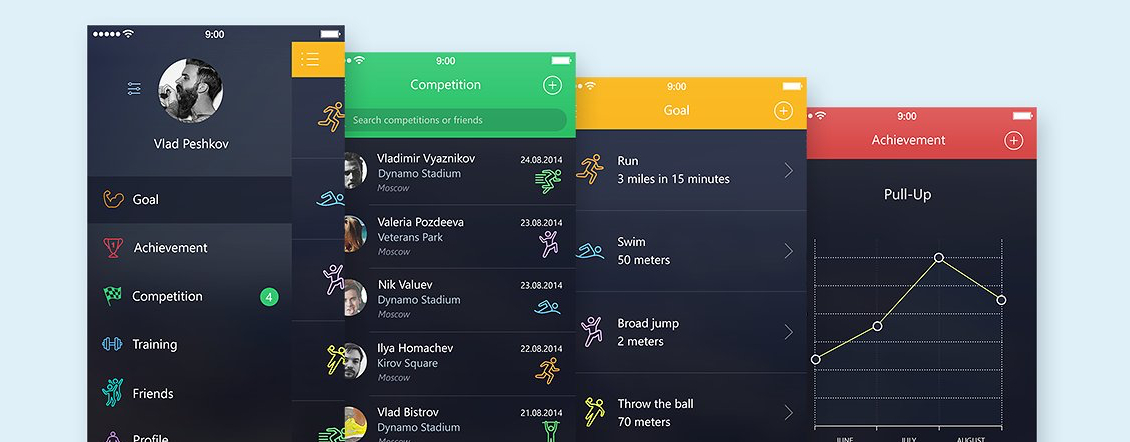 9:00
Vlad Peshkov
Goal
Achievement
Competition
4
Training
Friends
Profile
9:00
Competition
Search competitions or friends
Vladimir Vyaznikov
24.08.2014
Dynamo Stadium
Moscow
Valeria Pozdeeva
23.08.2014
Veterans Park
Moscow
Nik Valuev
23.08.2014
Dynamo Stadium
Moscow
Ilya Homachev
22.08.2014
Kirov Square
Moscow
Vlad Bistrov
21.08.2014
Dynamo Stadium
Moscow
9:00
Goal
Run
3 miles in 15 minutes
Swim
50 meters
Broad jump
2 meters
Throw the ball
70 meters
9:00
Achievement
Pull-Up
JUNE JULY AUGUST